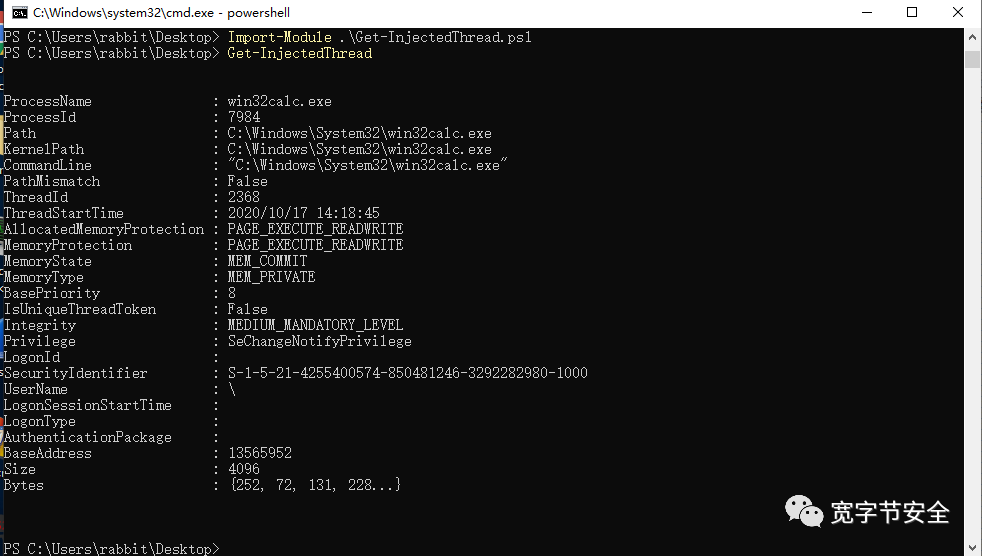 C:\Windows\system32\cmd.exe - powershell
PS C:\Users\rabbit\Desktop> Import-Module .\Get-InjectedThread.ps1
PS C:\Users\rabbit\Desktop> Get-InjectedThread
ProcessName : win32calc.exe
ProcessId : 7984
Path : C:\Windows\System32\win32calc.exe
KernelPath : C:\Windows\System32\win32calc.exe
CommandLine : "C:\Windows\System32\win32calc.exe"
PathMismatch : False
ThreadId : 2368
ThreadStartTime : 2020/10/17 14:18:45
AllocatedMemoryProtection : PAGE_EXECUTE_READWRITE
MemoryProtection : PAGE_EXECUTE_READWRITE
MemoryState : MEM_COMMIT
MemoryType : MEM_PRIVATE
BasePriority : 8
IsUniqueThreadToken : False
Integrity : MEDIUM_MANDATORY_LEVEL
Privilege : SeChangeNotifyPrivilege
LogonId :
SecurityIdentifier : S-1-5-21-4255400574-850481246-3292282980-1000
UserName : \
LogonSessionStartTime :
LogonType :
AuthenticationPackage :
BaseAddress : 13565952
Size : 4096
Bytes : {252, 72, 131, 228...}
宽字节安全
PS C:\Users\rabbit\Desktop>